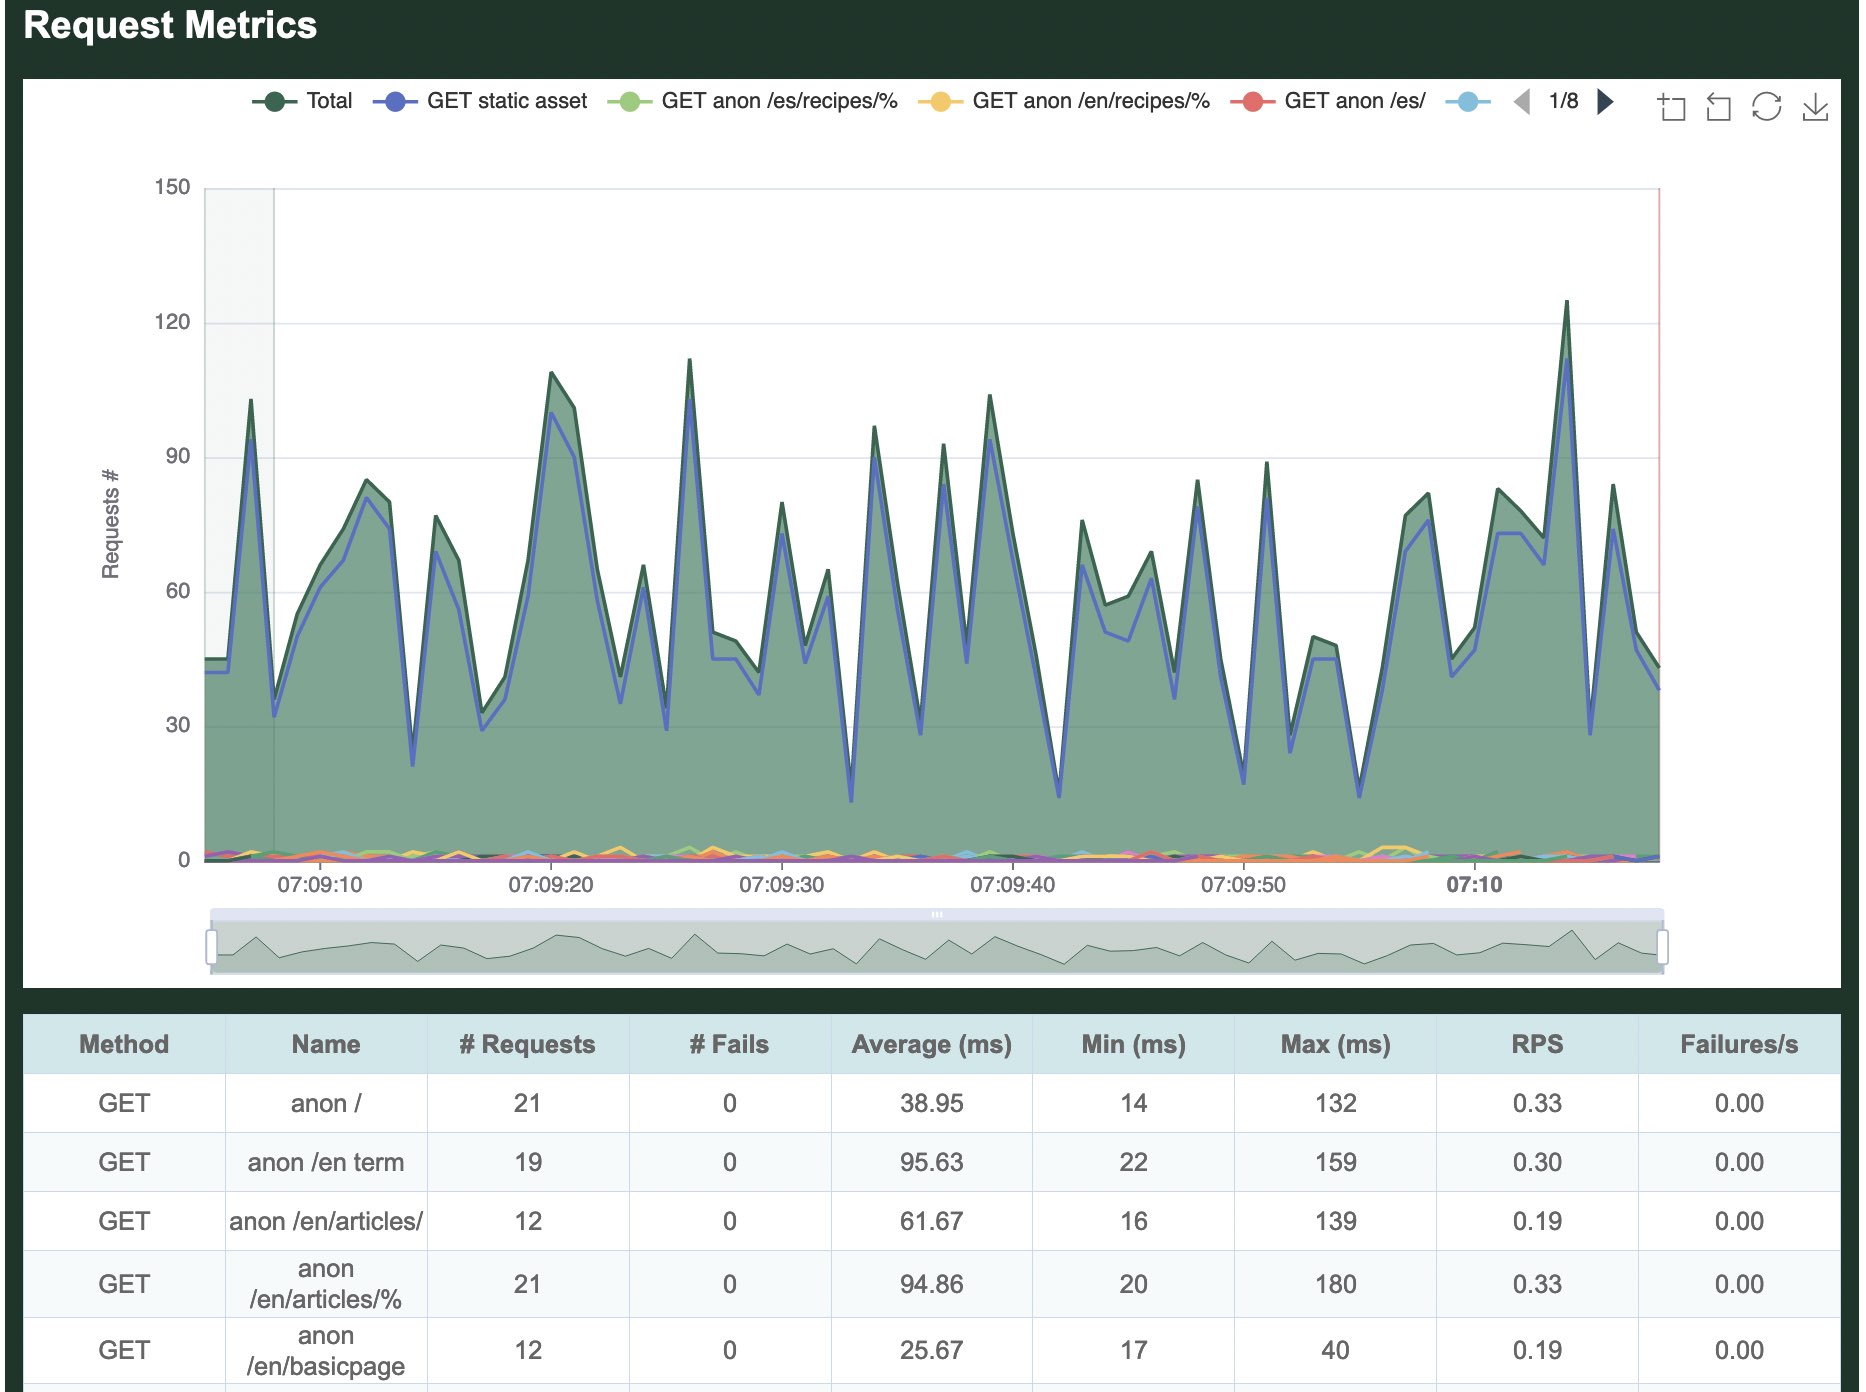 Request Metrics
Total GET static asset GET anon /es/recipes/% GET anon /en/recipes/% GET anon /es/ 1/8
150
120
90
60
30
0
Requests #
07:09:10 07:09:20 07:09:30 07:09:40 07:09:50 07:10
Method Name # Requests # Fails Average (ms) Min (ms) Max (ms) RPS Failures/s
GET anon / 21 0 38.95 14 132 0.33 0.00
GET anon /en term 19 0 95.63 22 159 0.30 0.00
GET anon /en/articles/ 12 0 61.67 16 139 0.19 0.00
anon
GET /en/articles/% 21 0 94.86 20 180 0.33 0.00
anon
GET /en/basicpage 12 0 25.67 17 40 0.19 0.00